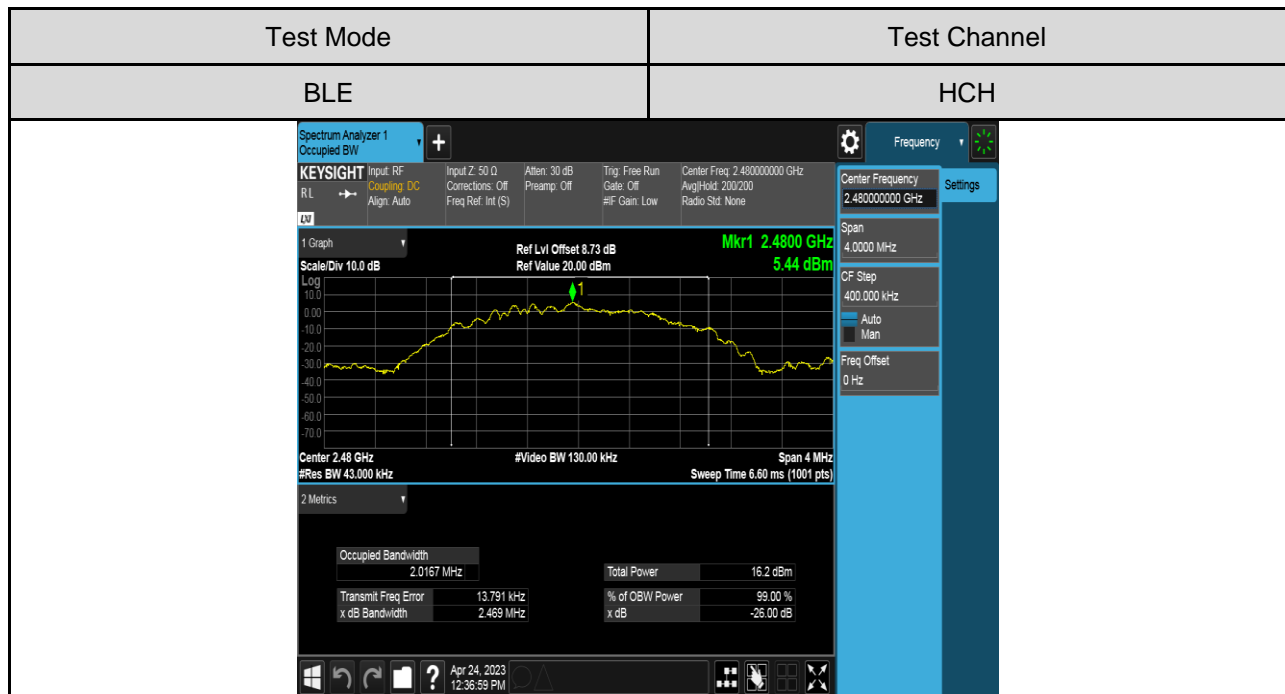 Test Mode
Test Channel
BLE
HCH
Spectrum Analyzer 1
Occupied BW
+
Frequency
KEYSIGHT
Input: RF
Input Z: 50 Ω
Atten: 30 dB
Trig: Free Run
Center Freq: 2.480000000 GHz
RL
Coupling: DC
Corrections: Off
Preamp: Off
Gate: Off
Avg|Hold: 200/200
Align: Auto
Freq Ref: Int (S)
#IF Gain: Low
Radio Std: None
LXI
Center Frequency
2.480000000 GHz
Settings
Span
4.0000 MHz
CF Step
400.000 kHz
Auto
Man
Freq Offset
0 Hz
1 Graph
Ref Lvl Offset 8.73 dB
Mkr1 2.4800 GHz
Scale/Div 10.0 dB
Ref Value 20.00 dBm
5.44 dBm
Log
1
10.0
0.00
-10.0
-20.0
-30.0
-40.0
-50.0
-60.0
-70.0
Center 2.48 GHz
#Video BW 130.00 kHz
Span 4 MHz
#Res BW 43.000 kHz
Sweep Time 6.60 ms (1001 pts)
2 Metrics
Occupied Bandwidth
2.0167 MHz
Total Power
16.2 dBm
Transmit Freq Error
13.791 kHz
% of OBW Power
99.00 %
x dB Bandwidth
2.469 MHz
x dB
-26.00 dB
?
Apr 24, 2023
12:36:59 PM